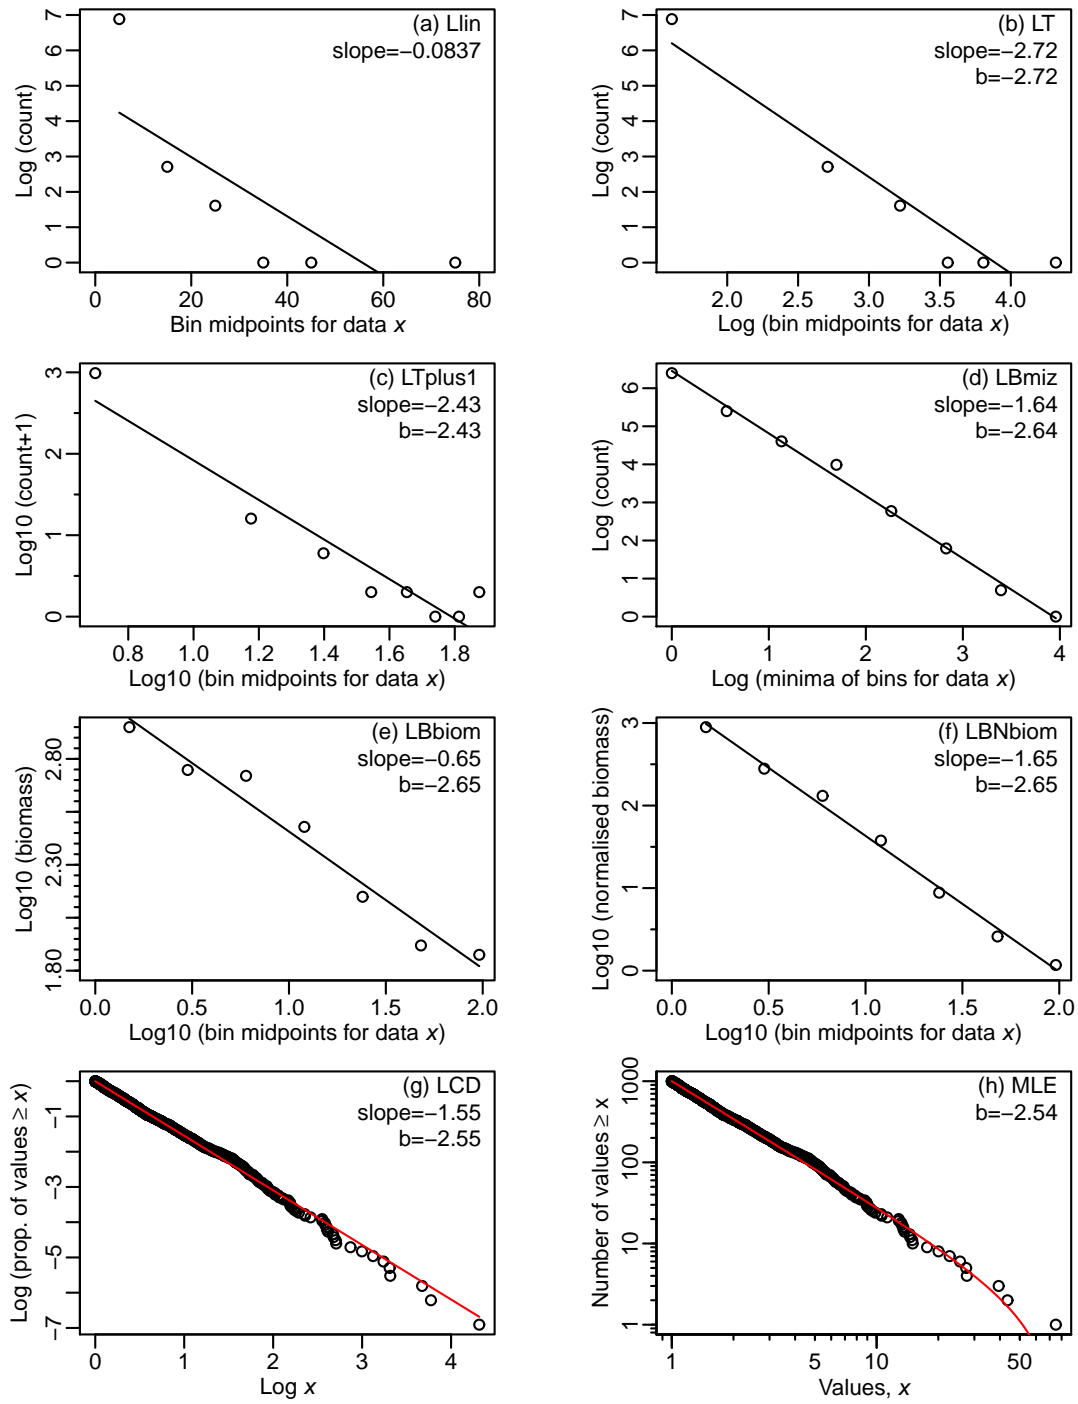 (a) Llin
slope=−0.0837
Log (count)
0 1 2 3 4 5 6 7
0 20 40 60 80
Bin midpoints for data x
(b) LT
slope=−2.72
b=−2.72
Log (count)
0 1 2 3 4 5 6 7
2.0 2.5 3.0 3.5 4.0
Log (bin midpoints for data x)
(c) LTplus1
slope=−2.43
b=−2.43
Log10 (count+1)
0 1 2 3
0.8 1.0 1.2 1.4 1.6 1.8
Log10 (bin midpoints for data x)
(d) LBmiz
slope=−1.64
b=−2.64
Log (count)
0 1 2 3 4 5 6
0 1 2 3 4
Log (minima of bins for data x)
(e) LBbiom
slope=−0.65
b=−2.65
Log10 (biomass)
1.80 2.30 2.80
0.0 0.5 1.0 1.5 2.0
Log10 (bin midpoints for data x)
(f) LBNbiom
slope=−1.65
b=−2.65
Log10 (normalised biomass)
0 1 2 3
0.0 0.5 1.0 1.5 2.0
Log10 (bin midpoints for data x)
(g) LCD
slope=−1.55
b=−2.55
Log (prop. of values ≥ x)
−7 −5 −3 −1
0 1 2 3 4
Log x
(h) MLE
b=−2.54
Number of values ≥ x
1 10 100 1000
1 5 10 50
Values, x